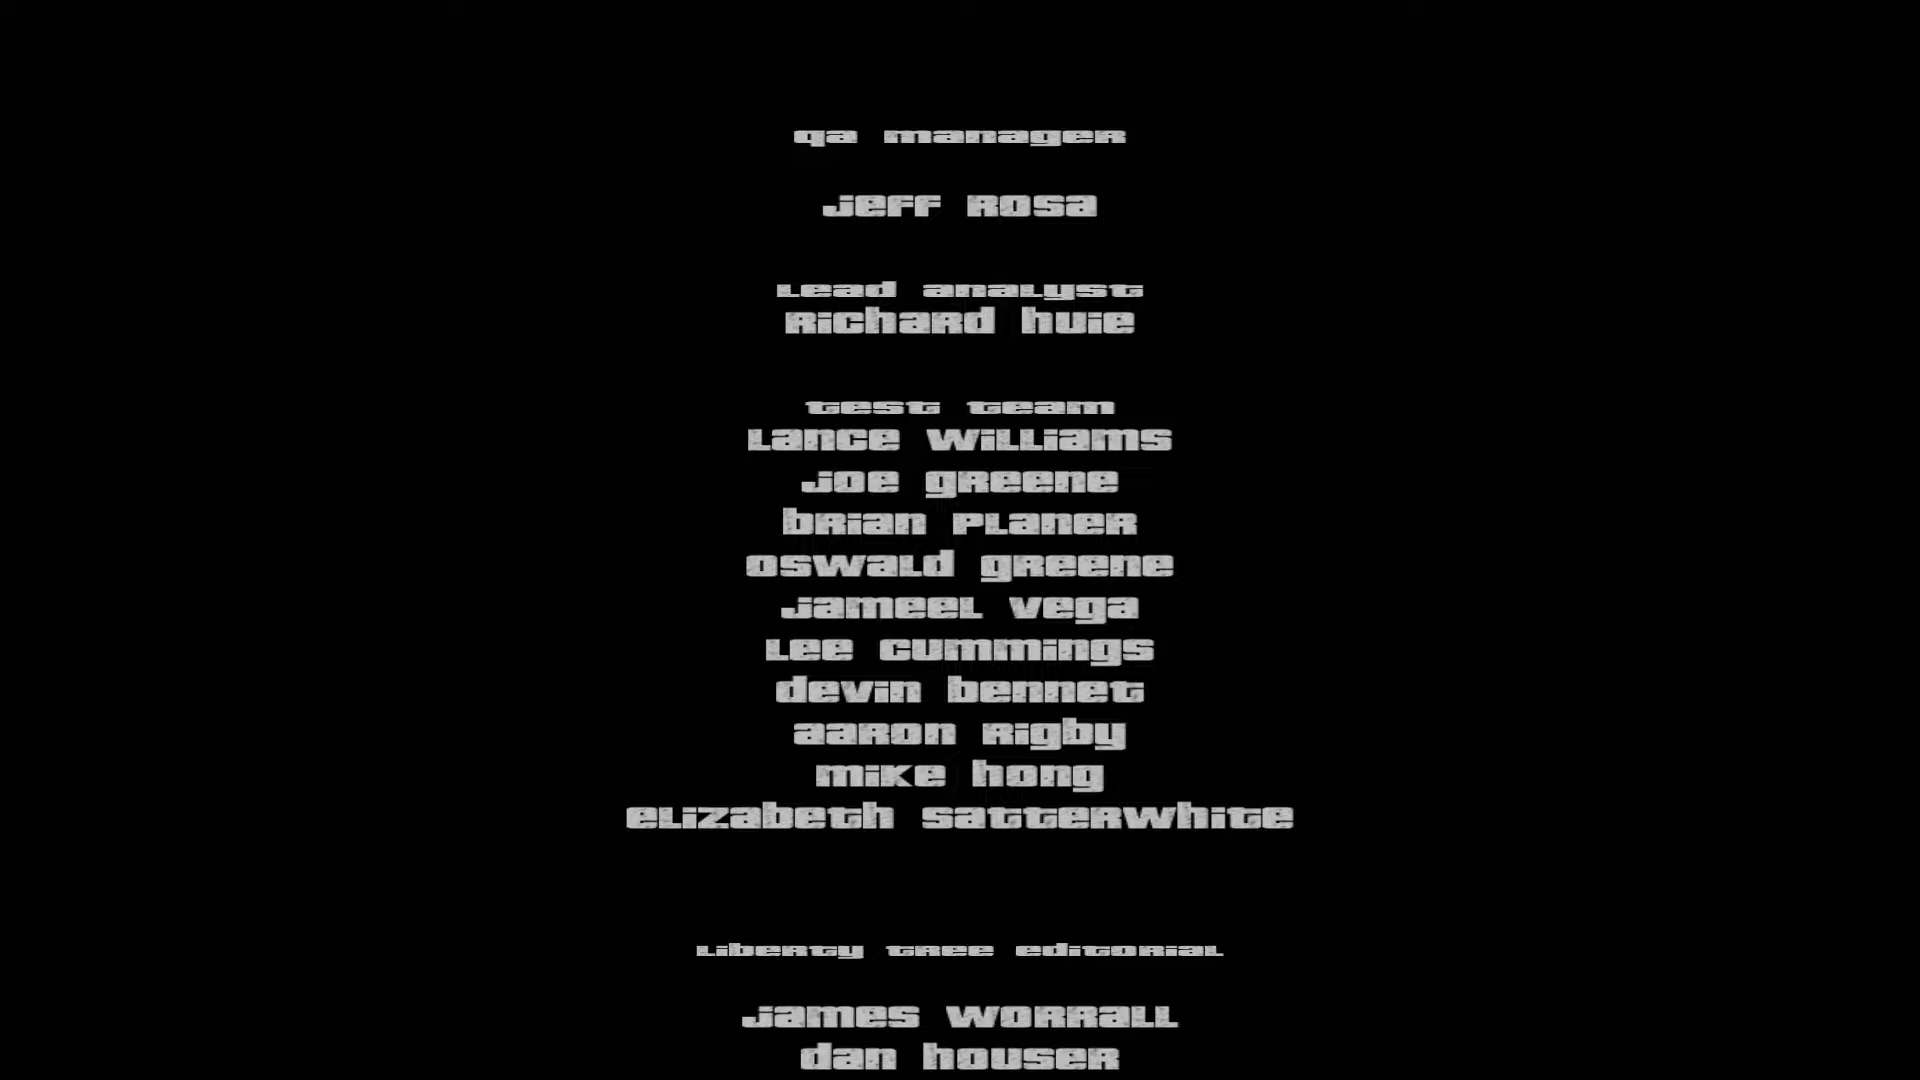 qa manager
Jeff Rosa
Lead analyst
Richard Huie
test team
Lance Williams
Joe Greene
Brian Planer
Oswald Greene
Jameel Vega
Lee Cummings
Devin Bennet
Aaron Rigby
Mike Hong
Elizabeth Satterwhite
Liberty tree editorial
James Worrall
Dan Houser